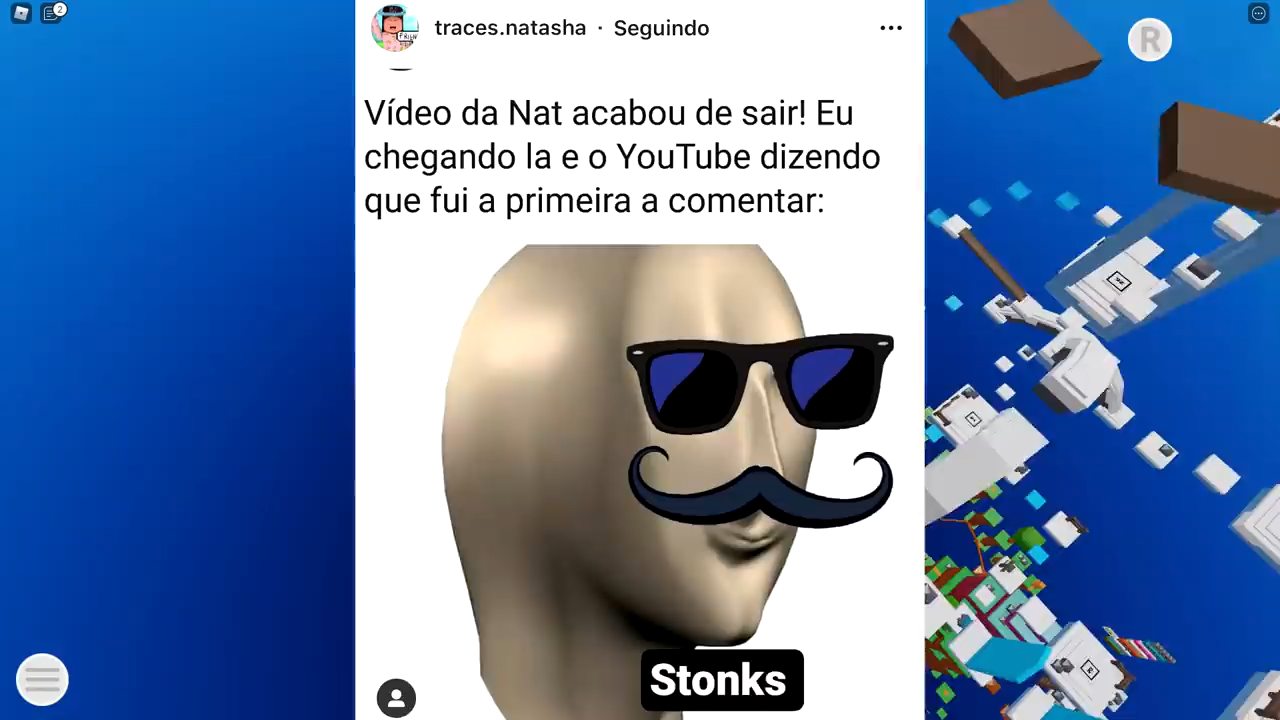 2
traces.natasha · Seguindo
R
Vídeo da Nat acabou de sair! Eu
chegando la e o YouTube dizendo
que fui a primeira a comentar:
Stonks